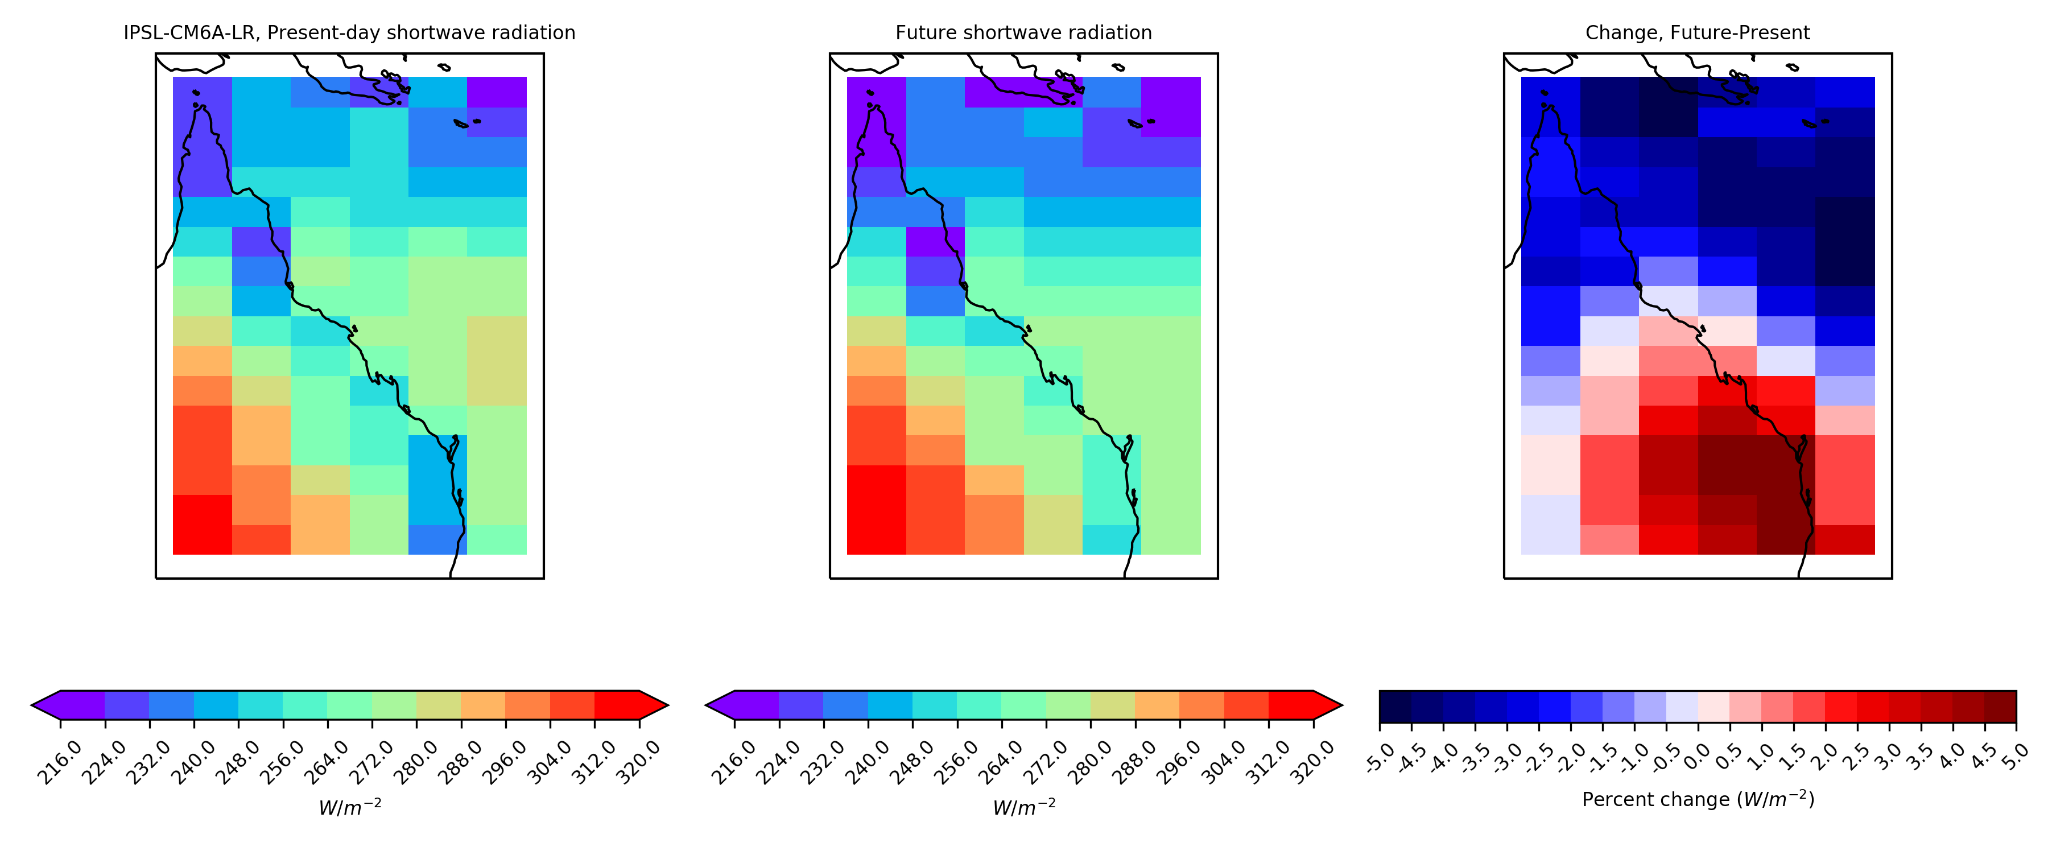 IPSL-CM6A-LR, Present-day shortwave radiation
Future shortwave radiation
Change, Future-Present
216.0 224.0 232.0 240.0 248.0 256.0 264.0 272.0 280.0 288.0 296.0 304.0 312.0 320.0
W/m⁻²
216.0 224.0 232.0 240.0 248.0 256.0 264.0 272.0 280.0 288.0 296.0 304.0 312.0 320.0
W/m⁻²
-5.0 -4.5 -4.0 -3.5 -3.0 -2.5 -2.0 -1.5 -1.0 -0.5 0.0 0.5 1.0 1.5 2.0 2.5 3.0 3.5 4.0 4.5 5.0
Percent change (W/m⁻²)